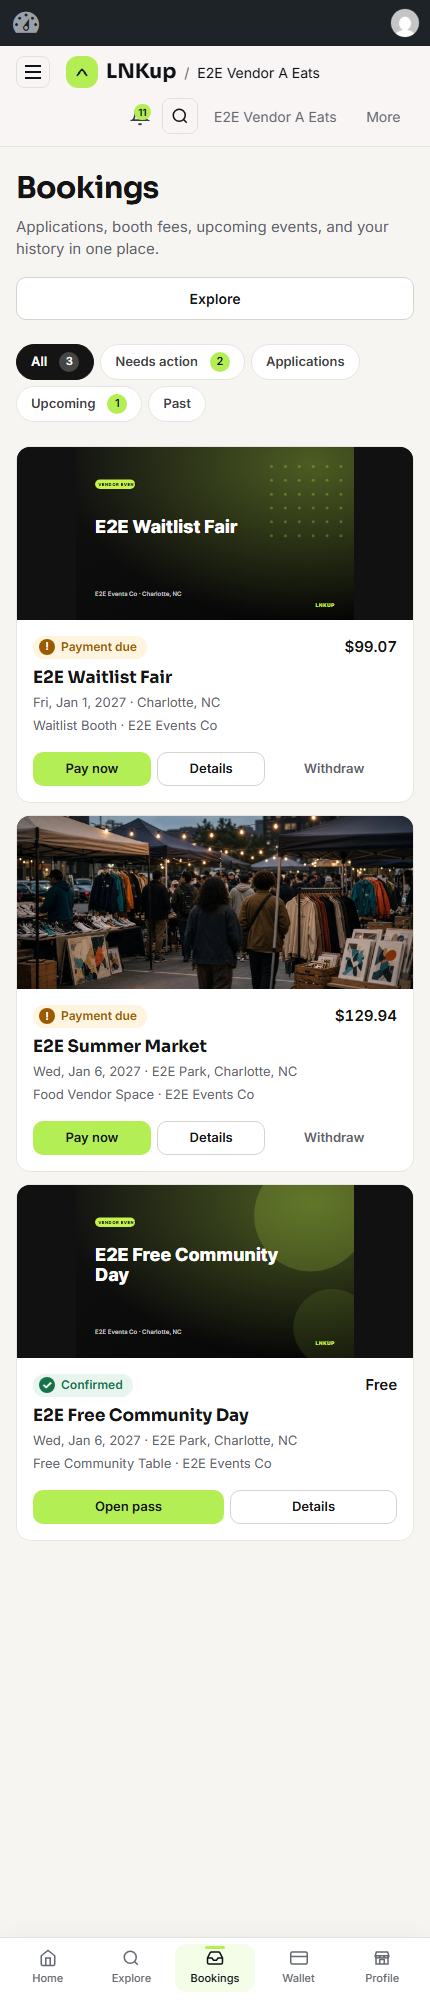 LNKup / E2E Vendor A Eats
11
E2E Vendor A Eats More
Bookings
Applications, booth fees, upcoming events, and your
history in one place.
Explore
All 3 Needs action 2 Applications
Upcoming 1 Past
VENDOR EVEN
E2E Waitlist Fair
E2E Events Co · Charlotte, NC
LNKUP
! Payment due $99.07
E2E Waitlist Fair
Fri, Jan 1, 2027 · Charlotte, NC
Waitlist Booth · E2E Events Co
Pay now Details Withdraw
! Payment due $129.94
E2E Summer Market
Wed, Jan 6, 2027 · E2E Park, Charlotte, NC
Food Vendor Space · E2E Events Co
Pay now Details Withdraw
VENDOR EVEN
E2E Free Community
Day
E2E Events Co · Charlotte, NC
LNKUP
Confirmed Free
E2E Free Community Day
Wed, Jan 6, 2027 · E2E Park, Charlotte, NC
Free Community Table · E2E Events Co
Open pass Details
Home Explore Bookings Wallet Profile